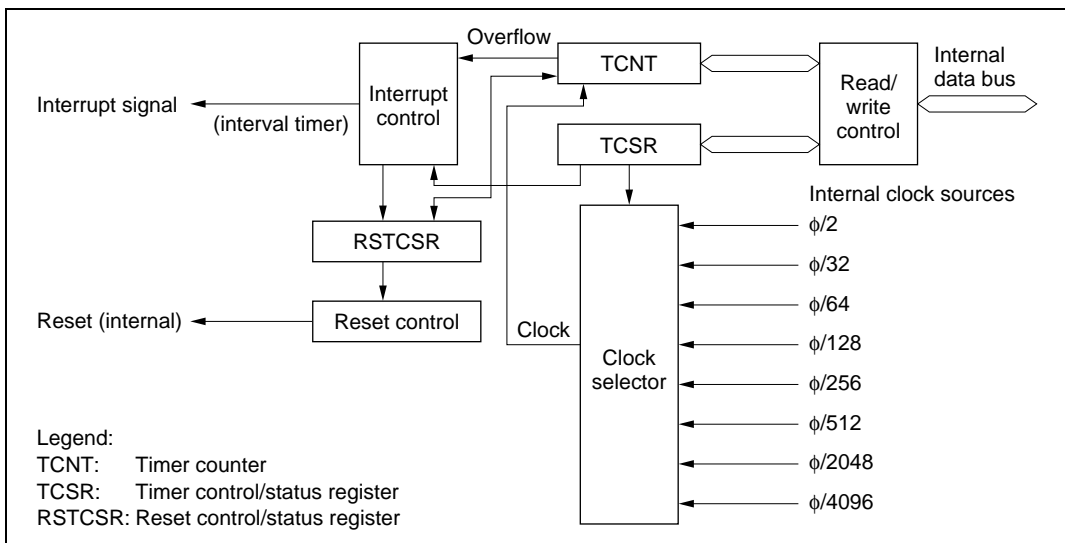 Overflow
TCNT
Read/
write
control
Internal
data bus
Interrupt signal
(interval timer)
Interrupt
control
TCSR
Internal clock sources
RSTCSR
ϕ/2
ϕ/32
ϕ/64
Reset (internal)
Reset control
Clock
ϕ/128
Clock
selector
ϕ/256
ϕ/512
ϕ/2048
ϕ/4096
Legend:
TCNT: Timer counter
TCSR: Timer control/status register
RSTCSR: Reset control/status register